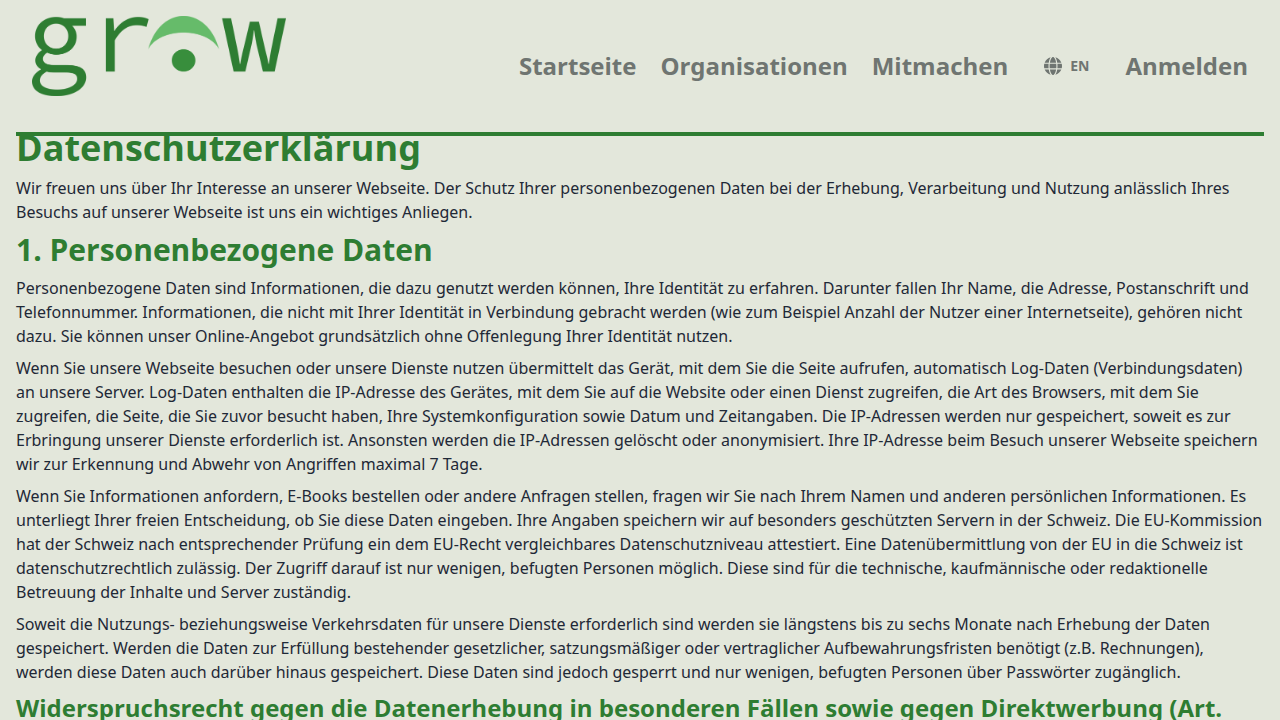 grow
Startseite Organisationen Mitmachen EN Anmelden
Datenschutzerklärung
Wir freuen uns über Ihr Interesse an unserer Webseite. Der Schutz Ihrer personenbezogenen Daten bei der Erhebung, Verarbeitung und Nutzung anlässlich Ihres
Besuchs auf unserer Webseite ist uns ein wichtiges Anliegen.
1. Personenbezogene Daten
Personenbezogene Daten sind Informationen, die dazu genutzt werden können, Ihre Identität zu erfahren. Darunter fallen Ihr Name, die Adresse, Postanschrift und
Telefonnummer. Informationen, die nicht mit Ihrer Identität in Verbindung gebracht werden (wie zum Beispiel Anzahl der Nutzer einer Internetseite), gehören nicht
dazu. Sie können unser Online-Angebot grundsätzlich ohne Offenlegung Ihrer Identität nutzen.
Wenn Sie unsere Webseite besuchen oder unsere Dienste nutzen übermittelt das Gerät, mit dem Sie die Seite aufrufen, automatisch Log-Daten (Verbindungsdaten)
an unsere Server. Log-Daten enthalten die IP-Adresse des Gerätes, mit dem Sie auf die Website oder einen Dienst zugreifen, die Art des Browsers, mit dem Sie
zugreifen, die Seite, die Sie zuvor besucht haben, Ihre Systemkonfiguration sowie Datum und Zeitangaben. Die IP-Adressen werden nur gespeichert, soweit es zur
Erbringung unserer Dienste erforderlich ist. Ansonsten werden die IP-Adressen gelöscht oder anonymisiert. Ihre IP-Adresse beim Besuch unserer Webseite speichern
wir zur Erkennung und Abwehr von Angriffen maximal 7 Tage.
Wenn Sie Informationen anfordern, E-Books bestellen oder andere Anfragen stellen, fragen wir Sie nach Ihrem Namen und anderen persönlichen Informationen. Es
unterliegt Ihrer freien Entscheidung, ob Sie diese Daten eingeben. Ihre Angaben speichern wir auf besonders geschützten Servern in der Schweiz. Die EU-Kommission
hat der Schweiz nach entsprechender Prüfung ein dem EU-Recht vergleichbares Datenschutzniveau attestiert. Eine Datenübermittlung von der EU in die Schweiz ist
datenschutzrechtlich zulässig. Der Zugriff darauf ist nur wenigen, befugten Personen möglich. Diese sind für die technische, kaufmännische oder redaktionelle
Betreuung der Inhalte und Server zuständig.
Soweit die Nutzungs- beziehungsweise Verkehrsdaten für unsere Dienste erforderlich sind werden sie längstens bis zu sechs Monate nach Erhebung der Daten
gespeichert. Werden die Daten zur Erfüllung bestehender gesetzlicher, satzungsmäßiger oder vertraglicher Aufbewahrungsfristen benötigt (z.B. Rechnungen),
werden diese Daten auch darüber hinaus gespeichert. Diese Daten sind jedoch gesperrt und nur wenigen, befugten Personen über Passwörter zugänglich.
Widerspruchsrecht gegen die Datenerhebung in besonderen Fällen sowie gegen Direktwerbung (Art.